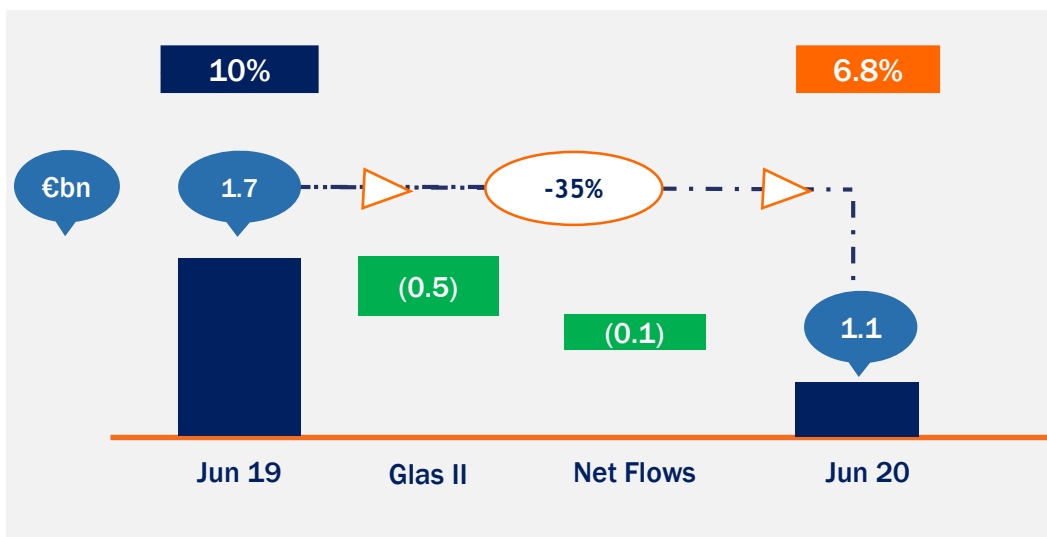 10%
6.8%
€bn
1.7
-35%
(0.5)
(0.1)
1.1
Jun 19
Glas II
Net Flows
Jun 20